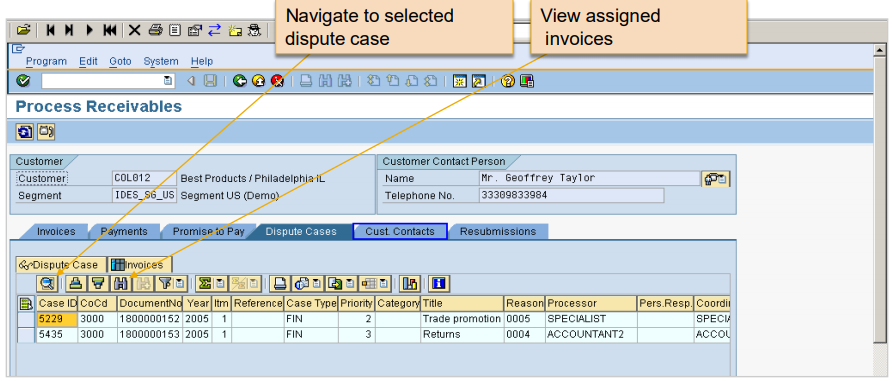 Navigate to selected
dispute case
View assigned
invoices
Program Edit Goto System Help
Process Receivables
Customer
Customer COL012 Best Products / Philadelphia IL
Segment IDES_SG_US Segment US (Demo)
Customer Contact Person
Name Mr. Geoffrey Taylor
Telephone No. 33309833984
Invoices Payments Promise to Pay Dispute Cases Cust. Contacts Resubmissions
Dispute Case Invoices
Case ID CoCd DocumentNo Year Itm Reference Case Type Priority Category Title Reason Processor Pers.Resp. Coordin
5229 3000 1800000152 2005 1 FIN 2 Trade promotion 0005 SPECIALIST SPECIA
5435 3000 1800000153 2005 1 FIN 3 Returns 0004 ACCOUNTANT2 ACCOU